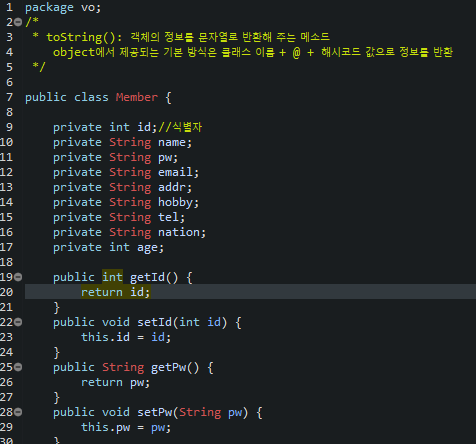 1 package vo;
2 /*
3  * toString(): 객체의 정보를 문자열로 반환해 주는 메소드
4    object에서 제공되는 기본 방식은 클래스 이름 + @ + 해시코드 값으로 정보를 반환
5  */
6
7 public class Member {
8
9     private int id;//식별자
10     private String name;
11     private String pw;
12     private String email;
13     private String addr;
14     private String hobby;
15     private String tel;
16     private String nation;
17     private int age;
18
19     public int getId() {
20         return id;
21     }
22     public void setId(int id) {
23         this.id = id;
24     }
25     public String getPw() {
26         return pw;
27     }
28     public void setPw(String pw) {
29         this.pw = pw;
30     }